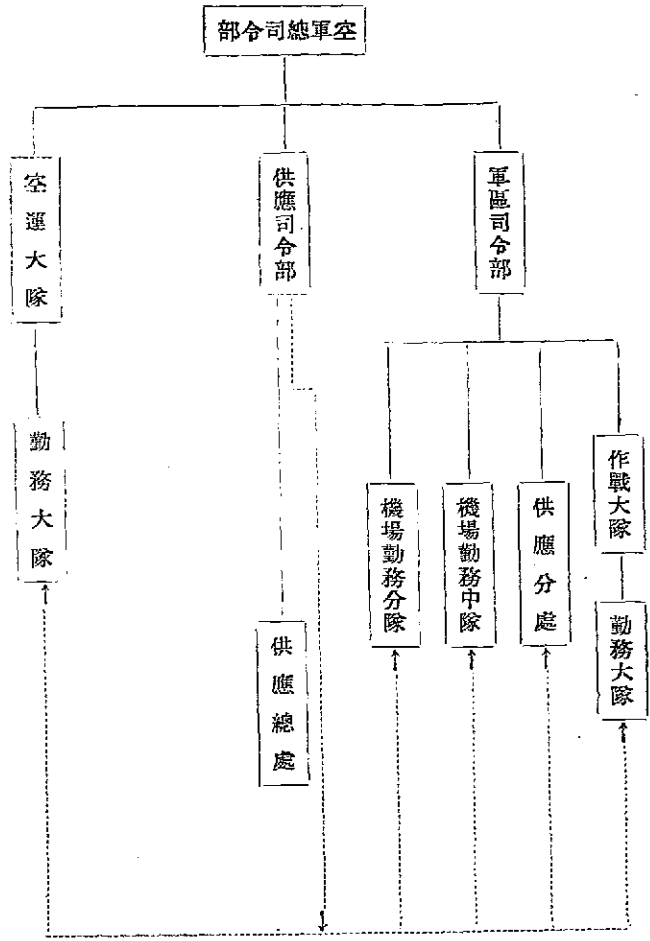 空軍總司令部
軍區司令部
供應司令部
空運大隊
作戰大隊
供應分處
機場勤務中隊
機場勤務分隊
勤務大隊
勤務大隊
供應總處